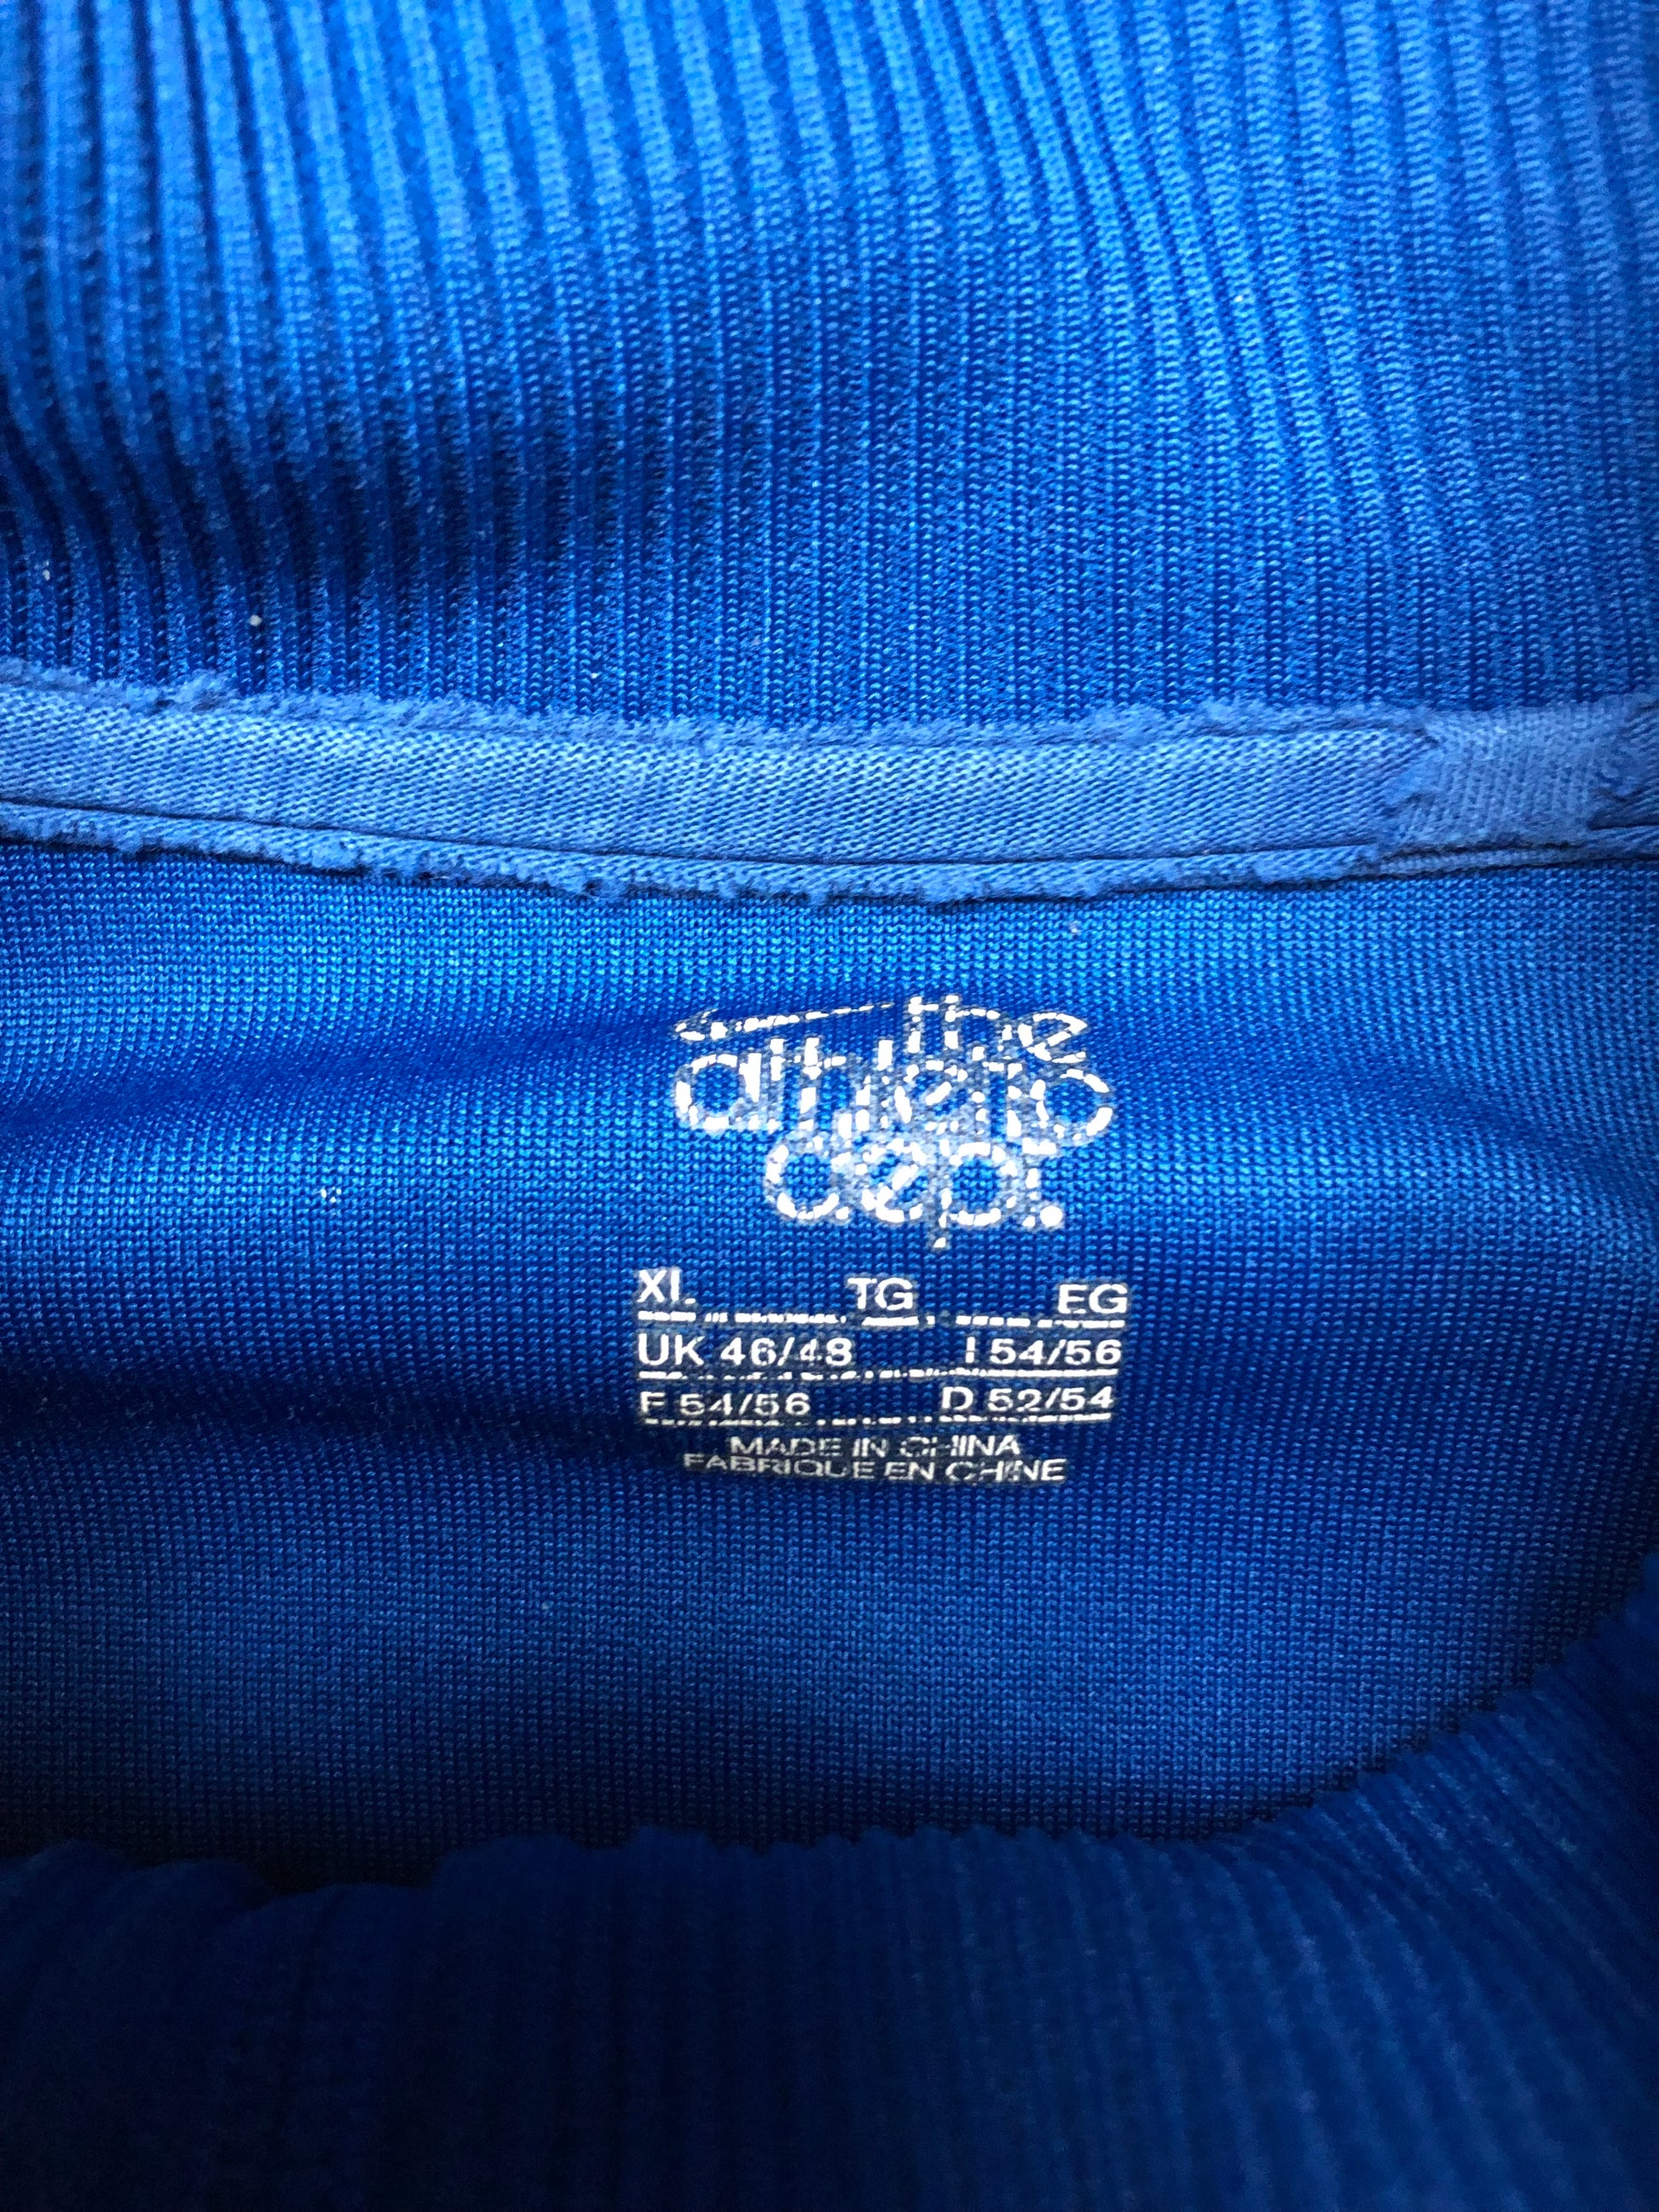 the
athletic
dept.
XL TG EG
UK 46/48 I 54/56
F 54/56 D 52/54
MADE IN CHINA
FABRIQUE EN CHINE